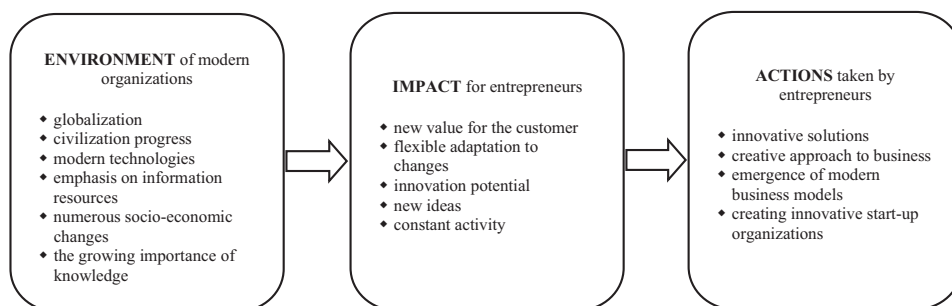 ENVIRONMENT of modern
organizations
◆ globalization
◆ civilization progress
◆ modern technologies
◆ emphasis on information
resources
◆ numerous socio-economic
changes
◆ the growing importance of
knowledge
IMPACT for entrepreneurs
◆ new value for the customer
◆ flexible adaptation to
changes
◆ innovation potential
◆ new ideas
◆ constant activity
ACTIONS taken by
entrepreneurs
◆ innovative solutions
◆ creative approach to business
◆ emergence of modern
business models
◆ creating innovative start-up
organizations